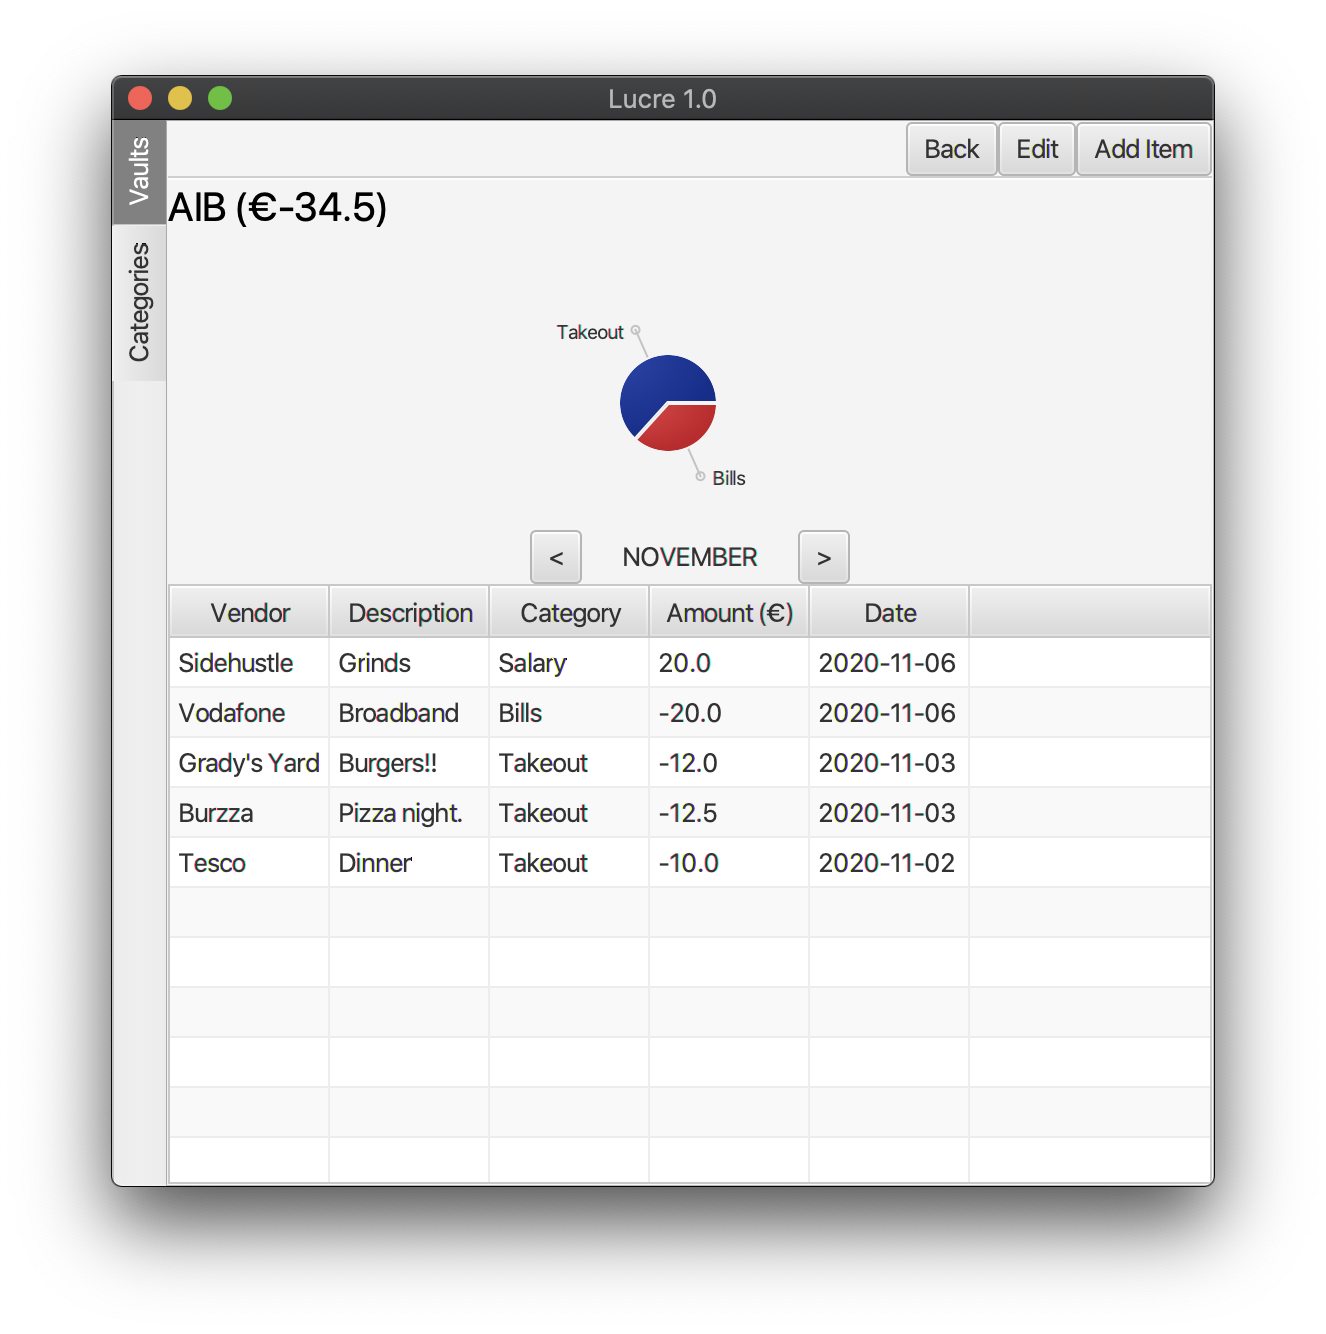 Lucre 1.0
Vaults
Categories
Back Edit Add Item
AIB (€-34.5)
Takeout
Bills
< NOVEMBER >
Vendor Description Category Amount (€) Date
Sidehustle Grinds Salary 20.0 2020-11-06
Vodafone Broadband Bills -20.0 2020-11-06
Grady's Yard Burgers!! Takeout -12.0 2020-11-03
Burzza Pizza night. Takeout -12.5 2020-11-03
Tesco Dinner Takeout -10.0 2020-11-02